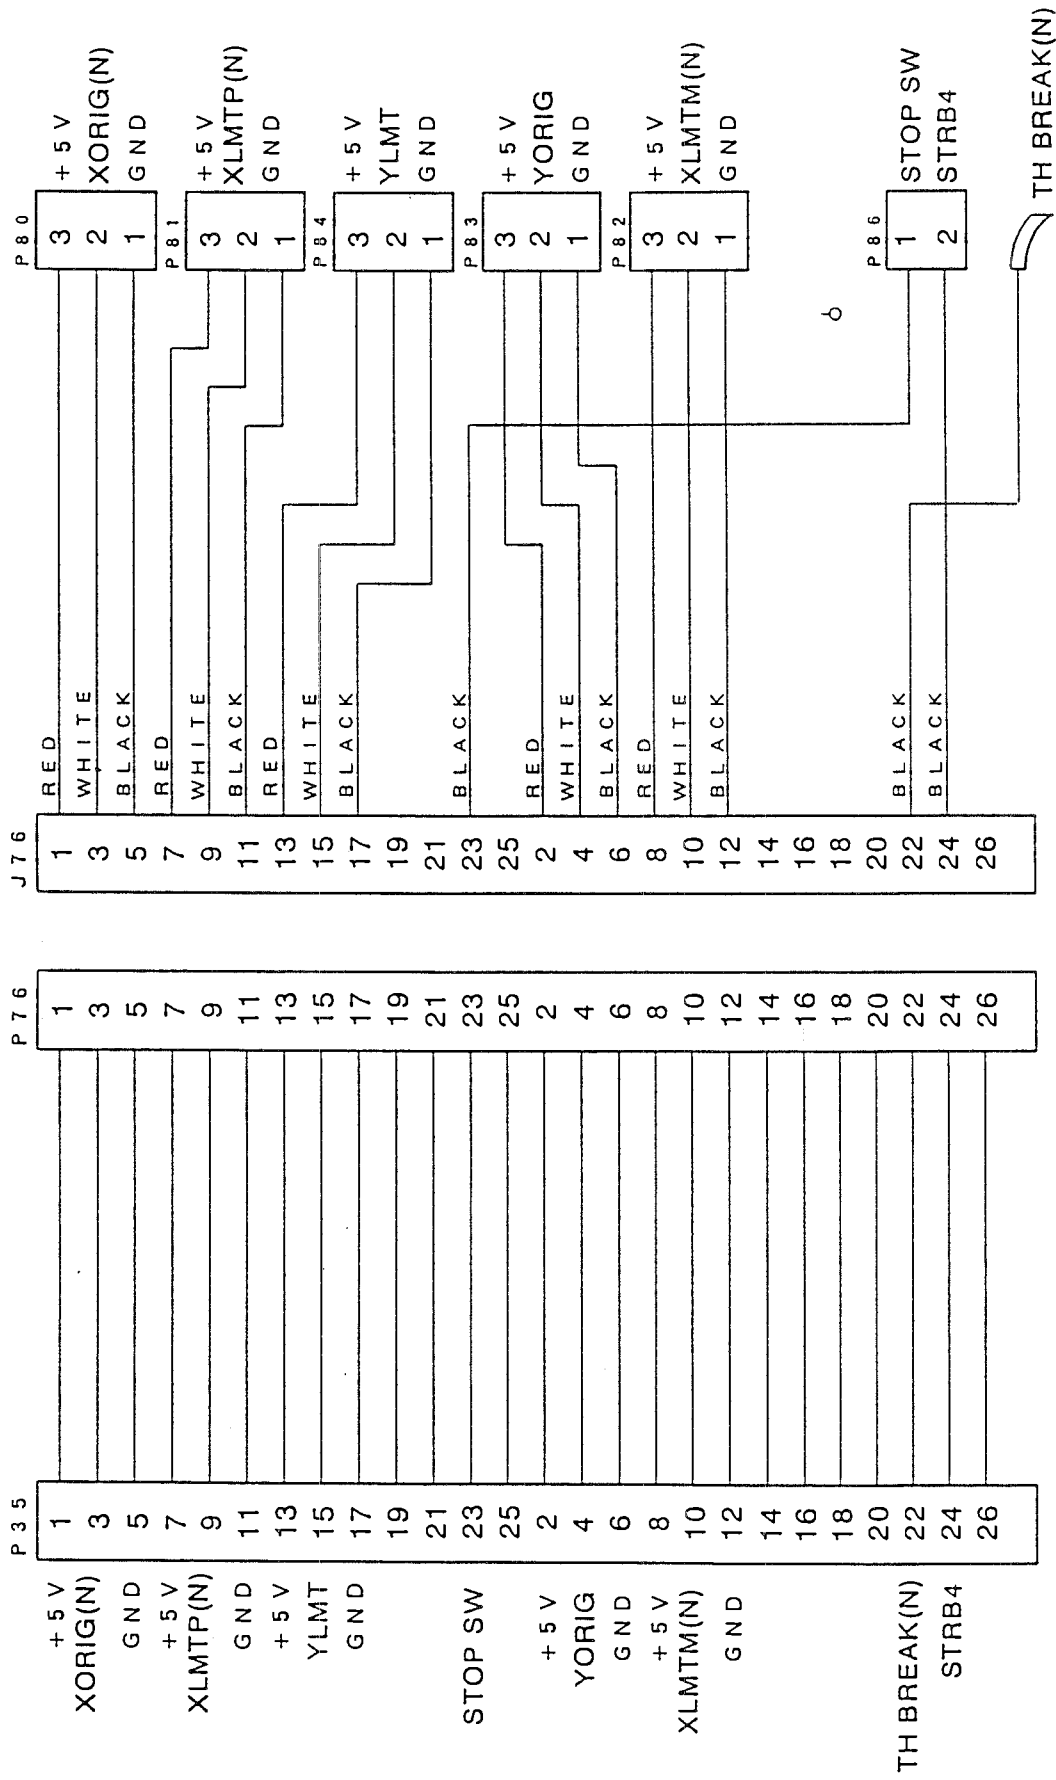 P35
+5V 1
XORIG(N) 3
GND 5
+5V 7
XLMTP(N) 9
GND 11
+5V 13
YLMT 15
GND 17
19
21
STOP SW 23
25
+5V 2
YORIG 4
GND 6
+5V 8
XLMTM(N) 10
GND 12
14
16
18
20
TH BREAK(N) 22
STRB4 24
26
P76
1
3
5
7
9
11
13
15
17
19
21
23
25
2
4
6
8
10
12
14
16
18
20
22
24
26
J76
1 RED
3 WHITE
5 BLACK
7 RED
9 WHITE
11 BLACK
13 RED
15 WHITE
17 BLACK
19
21
23 BLACK
25
2 RED
4 WHITE
6 BLACK
8 RED
10 WHITE
12 BLACK
14
16
18
20
22 BLACK
24 BLACK
26
P80
3 +5V
2 XORIG(N)
1 GND
P81
3 +5V
2 XLMTP(N)
1 GND
P84
3 +5V
2 YLMT
1 GND
P83
3 +5V
2 YORIG
1 GND
P82
3 +5V
2 XLMTM(N)
1 GND
P86
1 STOP SW
2 STRB4
TH BREAK(N)